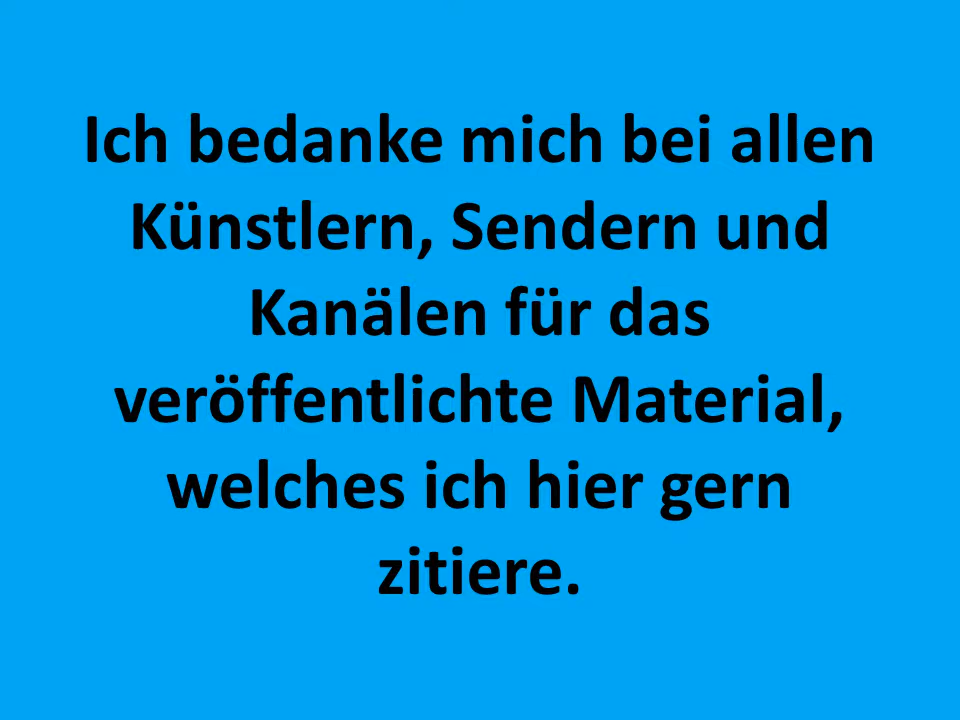 Ich bedanke mich bei allen
Künstlern, Sendern und
Kanälen für das
veröffentlichte Material,
welches ich hier gern
zitiere.